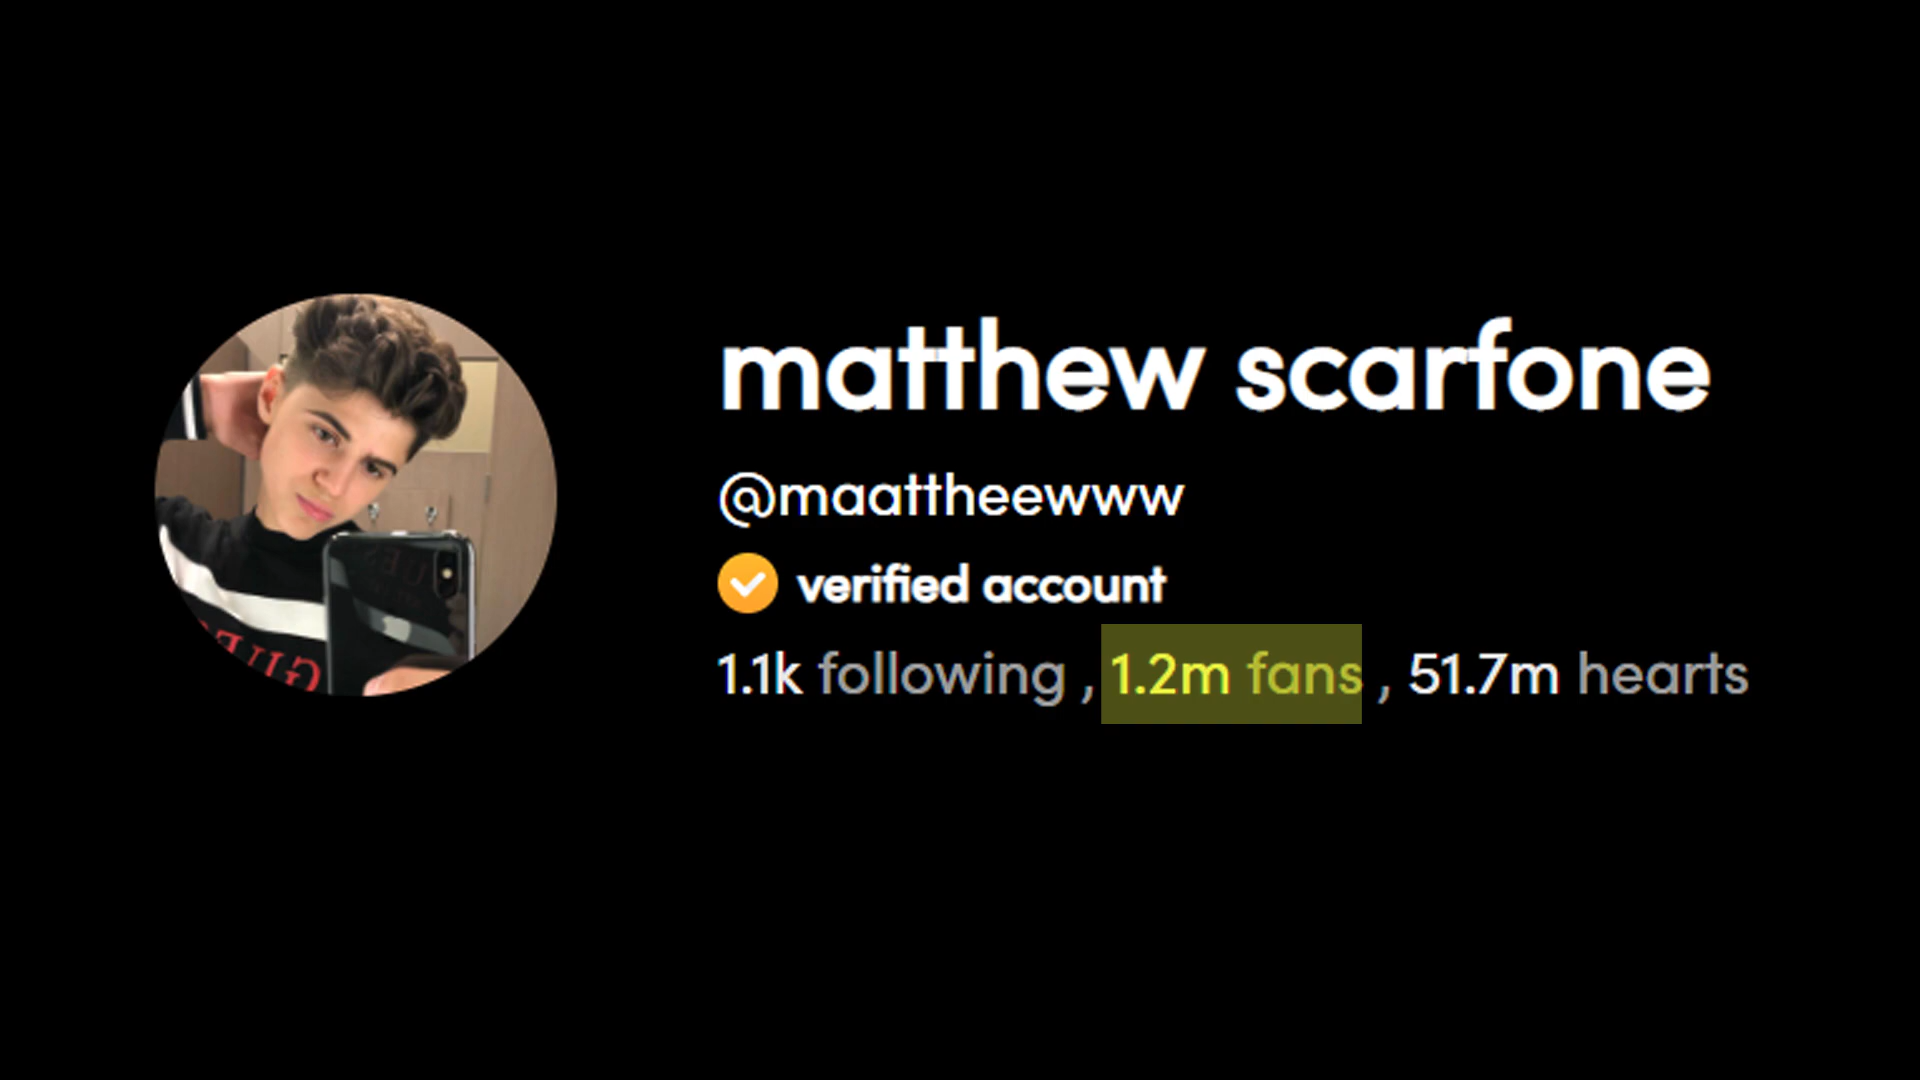 matthew scarfone
@maattheewww
verified account
1.1k following , 1.2m fans , 51.7m hearts